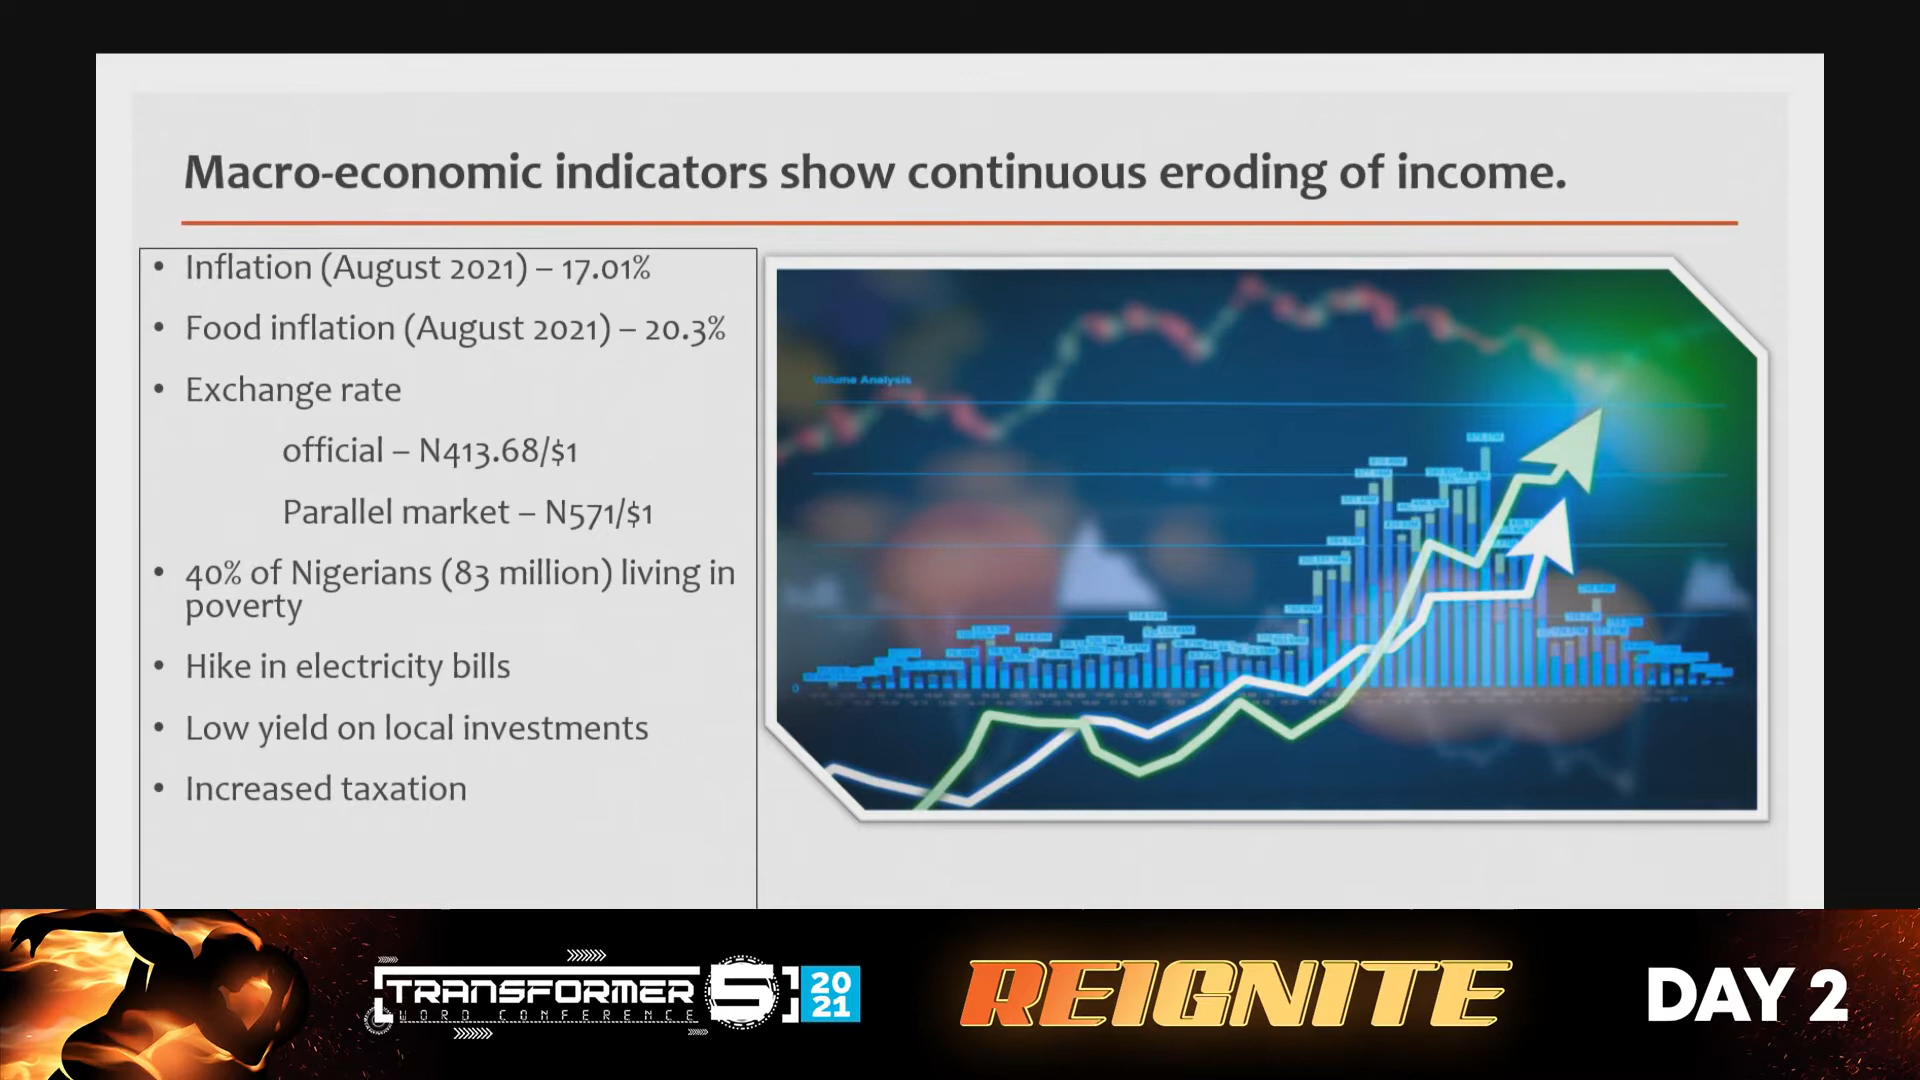 Macro-economic indicators show continuous eroding of income.
• Inflation (August 2021) – 17.01%
• Food inflation (August 2021) – 20.3%
• Exchange rate
official – N413.68/$1
Parallel market – N571/$1
• 40% of Nigerians (83 million) living in
poverty
• Hike in electricity bills
• Low yield on local investments
• Increased taxation
Volume Analysis
TRANSFORMER 5
WORD CONFERENCE
20
21
REIGNITE
DAY 2